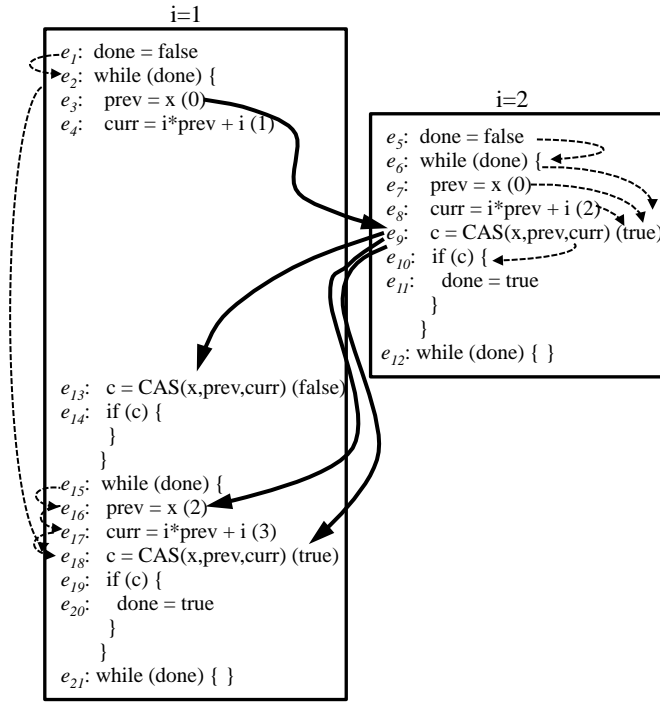 i=1
e1: done = false
e2: while (done) {
e3: prev = x (0)
e4: curr = i*prev + i (1)
i=2
e5: done = false
e6: while (done) {
e7: prev = x (0)
e8: curr = i*prev + i (2)
e9: c = CAS(x,prev,curr) (true)
e10: if (c) {
e11: done = true
}
}
e12: while (done) { }
e13: c = CAS(x,prev,curr) (false)
e14: if (c) {
}
}
e15: while (done) {
e16: prev = x (2)
e17: curr = i*prev + i (3)
e18: c = CAS(x,prev,curr) (true)
e19: if (c) {
e20: done = true
}
}
e21: while (done) { }